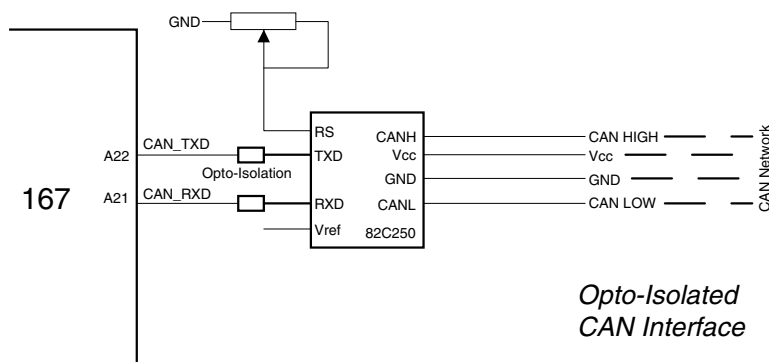 GND
RS
CAN_TXD
CANH
CAN HIGH
A22
TXD
Vcc
Vcc
Opto-Isolation
GND
GND
167
A21
CAN_RXD
RXD
CANL
CAN LOW
Vref
82C250
CAN Network
Opto-Isolated
CAN Interface